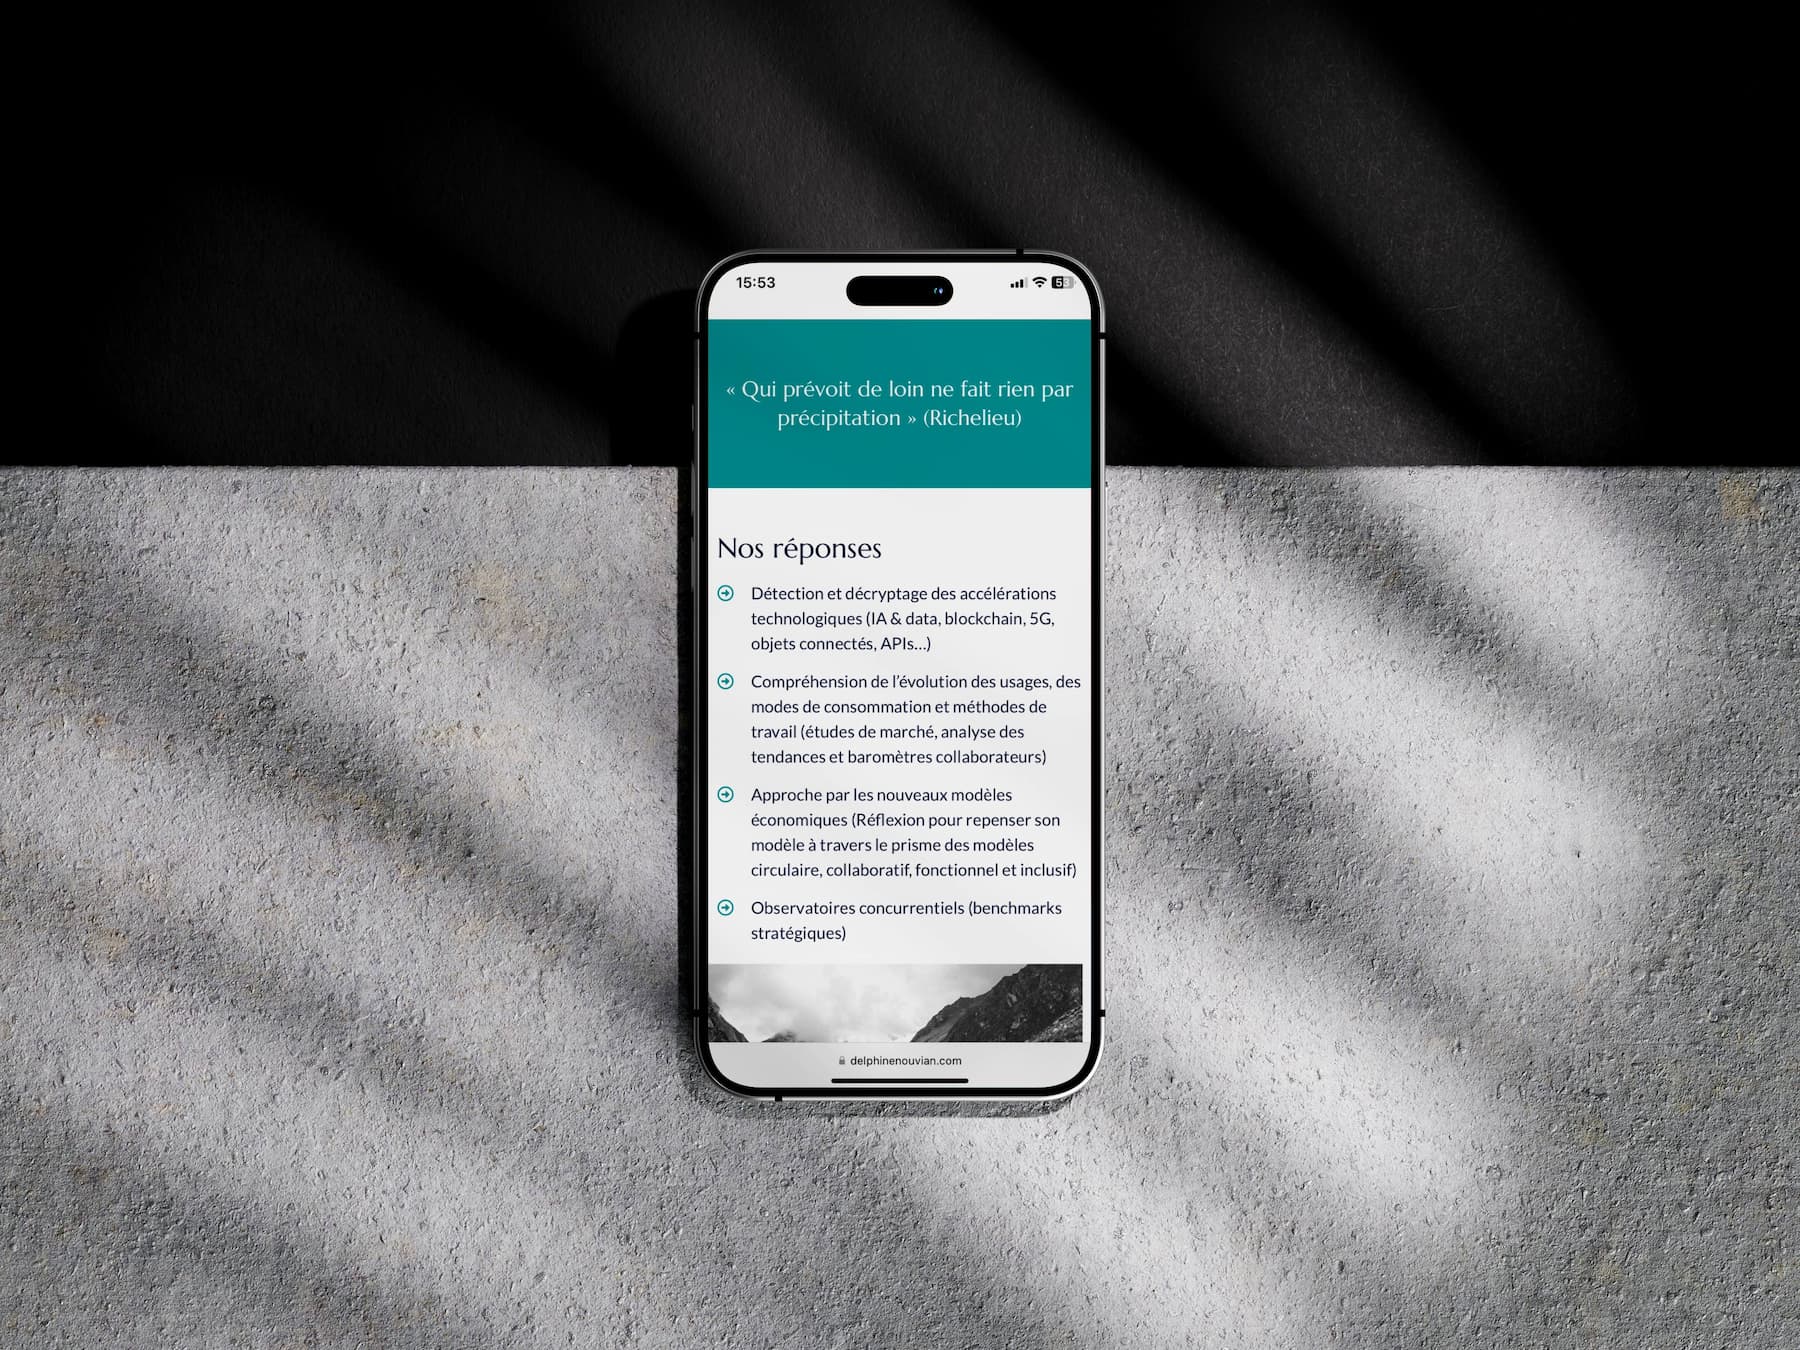 15:53
53
« Qui prévoit de loin ne fait rien par
précipitation » (Richelieu)
Nos réponses
Détection et décryptage des accélérations
technologiques (IA & data, blockchain, 5G,
objets connectés, APIs...)
Compréhension de l’évolution des usages, des
modes de consommation et méthodes de
travail (études de marché, analyse des
tendances et baromètres collaborateurs)
Approche par les nouveaux modèles
économiques (Réflexion pour repenser son
modèle à travers le prisme des modèles
circulaire, collaboratif, fonctionnel et inclusif)
Observatoires concurrentiels (benchmarks
stratégiques)
delphinenouvian.com